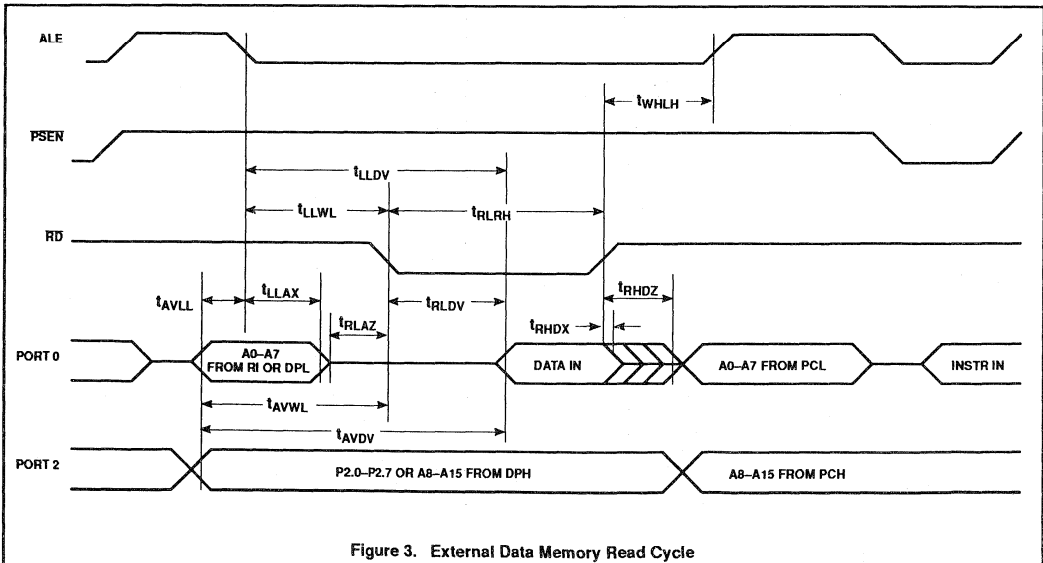 ALE
tWHLH
PSEN
tLLDV
tLLWL
tRLRH
RD
tAVLL
tLLAX
tRLAZ
tRLDV
tRHDZ
tRHDX
PORT 0
A0–A7
FROM RI OR DPL
DATA IN
A0–A7 FROM PCL
INSTR IN
tAVWL
tAVDV
PORT 2
P2.0–P2.7 OR A8–A15 FROM DPH
A8–A15 FROM PCH
Figure 3. External Data Memory Read Cycle